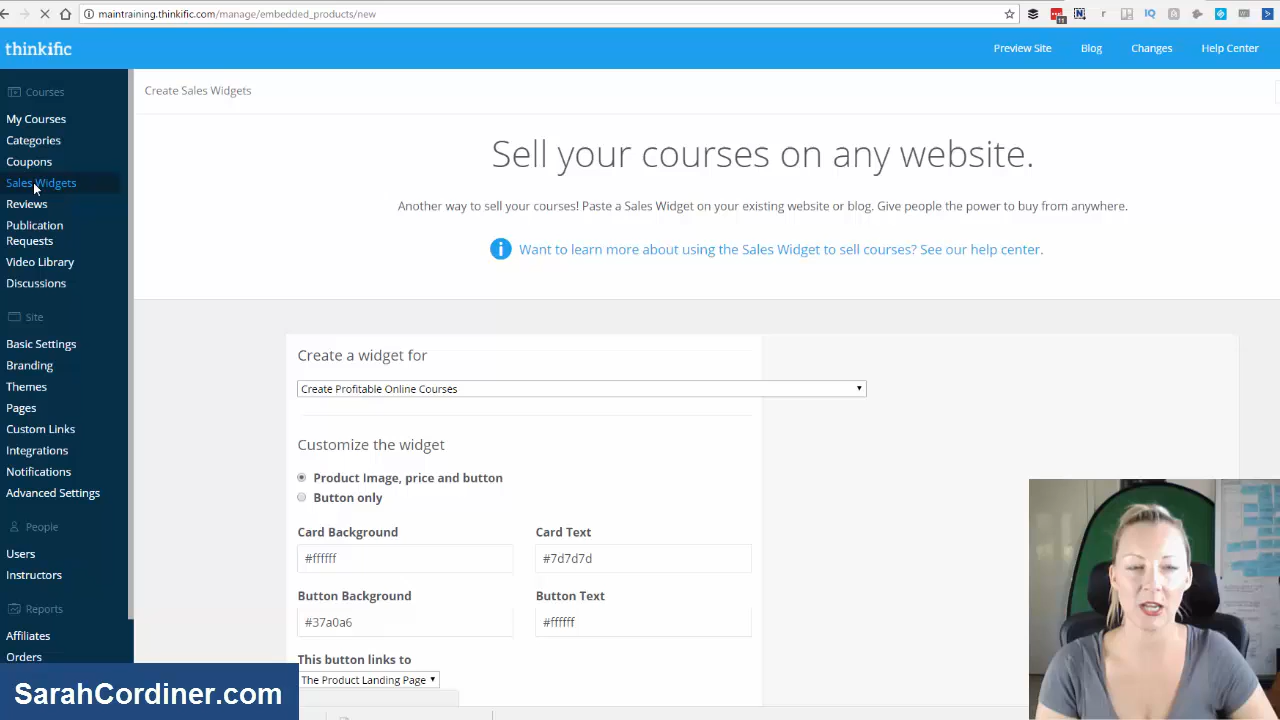 maintraining.thinkific.com/manage/embedded_products/new
thinkific
Preview Site
Blog
Changes
Help Center
Courses
My Courses
Categories
Coupons
Sales Widgets
Reviews
Publication
Requests
Video Library
Discussions
Site
Basic Settings
Branding
Themes
Pages
Custom Links
Integrations
Notifications
Advanced Settings
People
Users
Instructors
Reports
Affiliates
Orders
Create Sales Widgets
Sell your courses on any website.
Another way to sell your courses! Paste a Sales Widget on your existing website or blog. Give people the power to buy from anywhere.
Want to learn more about using the Sales Widget to sell courses? See our help center.
Create a widget for
Create Profitable Online Courses
Customize the widget
Product Image, price and button
Button only
Card Background
Card Text
#ffffff
#7d7d7d
Button Background
Button Text
#37a0a6
#ffffff
This button links to
The Product Landing Page
SarahCordiner.com